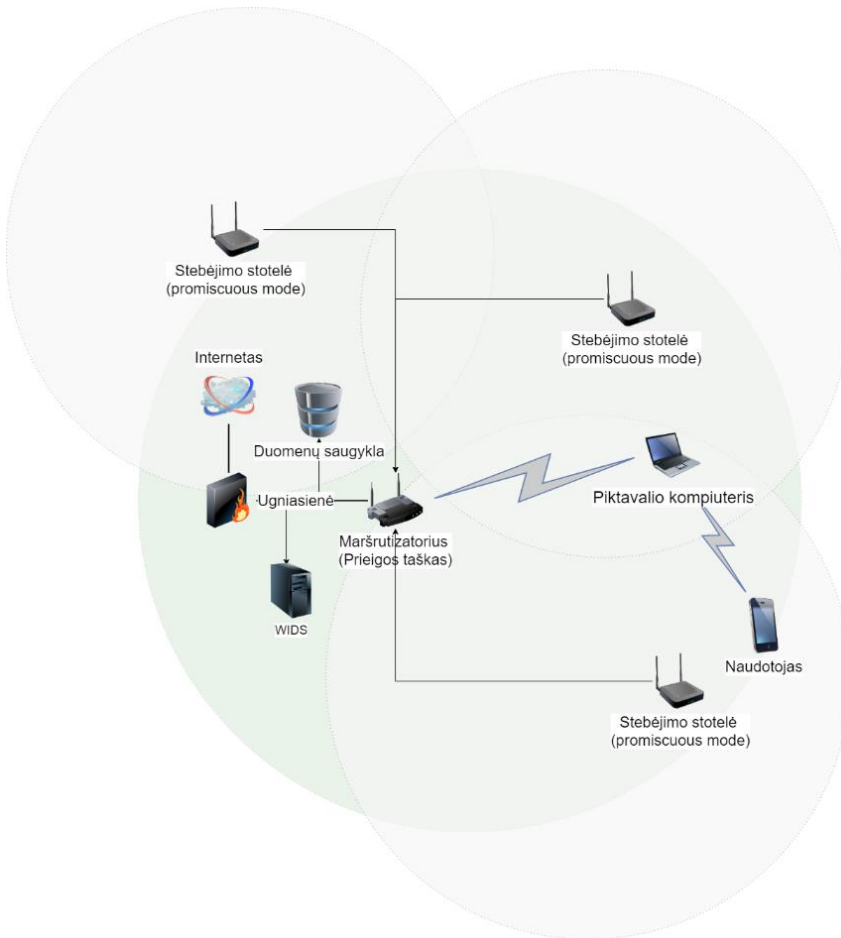 Stebėjimo stotelė
(promiscuous mode)
Stebėjimo stotelė
(promiscuous mode)
Internetas
Duomenų saugykla
Piktavalio kompiuteris
Ugniasienė
Maršrutizatorius
(Prieigos taškas)
WIDS
Naudotojas
Stebėjimo stotelė
(promiscuous mode)